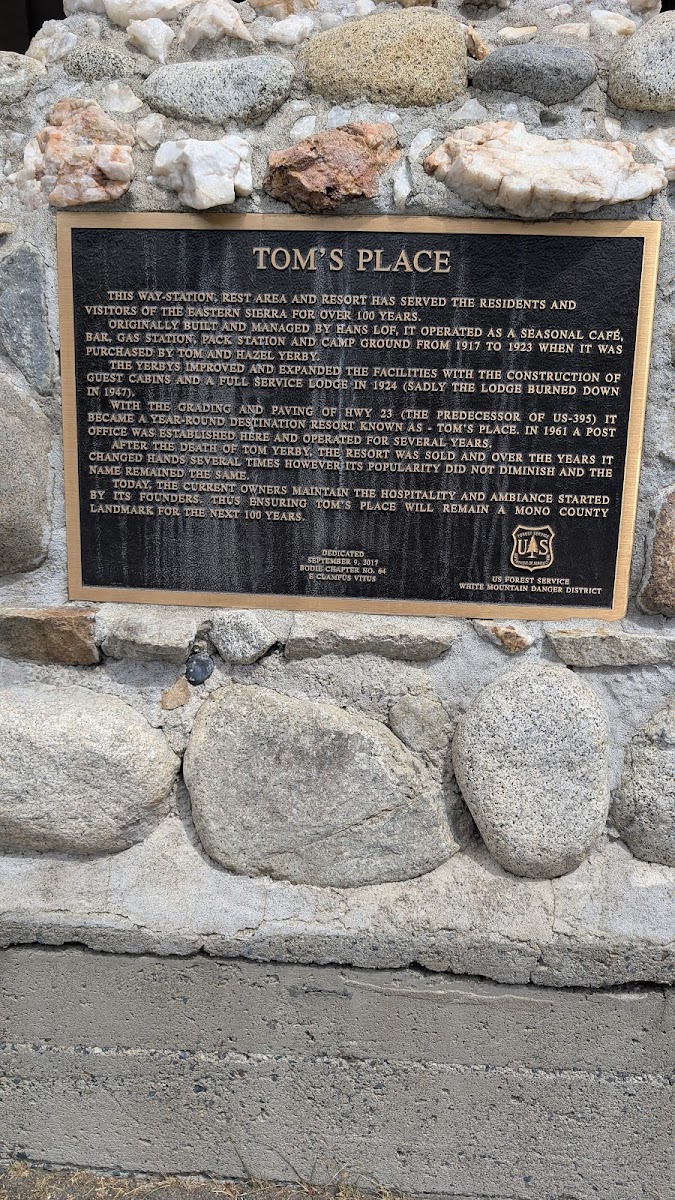 TOM'S PLACE
THIS WAY-STATION, REST AREA AND RESORT HAS SERVED THE RESIDENTS AND
VISITORS OF THE EASTERN SIERRA FOR OVER 100 YEARS.
ORIGINALLY BUILT AND MANAGED BY HANS LOF, IT OPERATED AS A SEASONAL CAFÉ,
BAR, GAS STATION, PACK STATION AND CAMP GROUND FROM 1917 TO 1923 WHEN IT WAS
PURCHASED BY TOM AND HAZEL YERBY.
THE YERBYS IMPROVED AND EXPANDED THE FACILITIES WITH THE CONSTRUCTION OF
GUEST CABINS AND A FULL SERVICE LODGE IN 1924 (SADLY THE LODGE BURNED DOWN
IN 1947).
WITH THE GRADING AND PAVING OF HWY 23 (THE PREDECESSOR OF US-395) IT
BECAME A YEAR-ROUND DESTINATION RESORT KNOWN AS - TOM'S PLACE. IN 1961 A POST
OFFICE WAS ESTABLISHED HERE AND OPERATED FOR SEVERAL YEARS.
AFTER THE DEATH OF TOM YERBY, THE RESORT WAS SOLD AND OVER THE YEARS IT
CHANGED HANDS SEVERAL TIMES HOWEVER ITS POPULARITY DID NOT DIMINISH AND THE
NAME REMAINED THE SAME.
TODAY, THE CURRENT OWNERS MAINTAIN THE HOSPITALITY AND AMBIANCE STARTED
BY ITS FOUNDERS. THUS ENSURING TOM'S PLACE WILL REMAIN A MONO COUNTY
LANDMARK FOR THE NEXT 100 YEARS.
DEDICATED
SEPTEMBER 9, 2017
BODIE CHAPTER NO. 64
E CLAMPUS VITUS
FOREST SERVICE
US
US FOREST SERVICE
WHITE MOUNTAIN DANGER DISTRICT